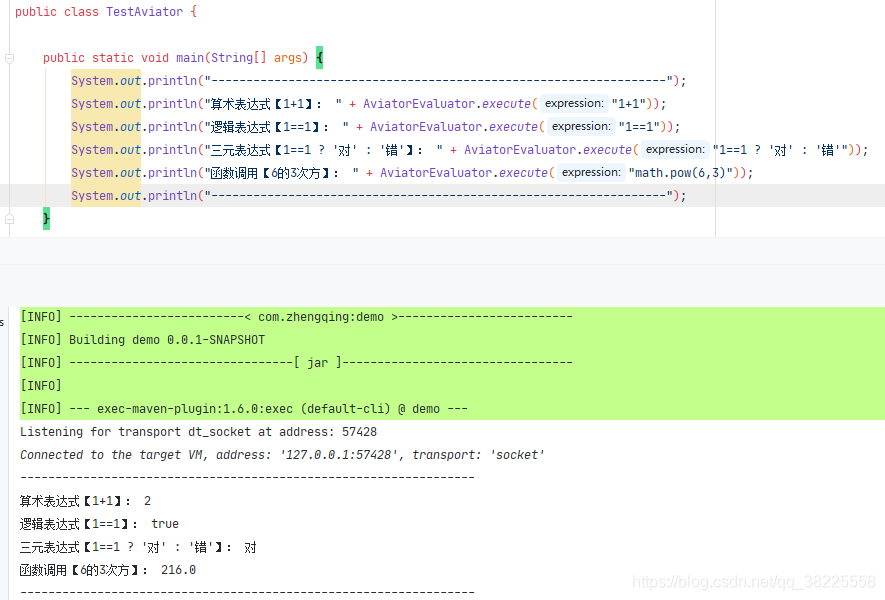 public class TestAviator {
public static void main(String[] args) {
System.out.println("-----------------------------------------------------------------");
System.out.println("算术表达式【1+1】： " + AviatorEvaluator.execute( expression: "1+1"));
System.out.println("逻辑表达式【1==1】： " + AviatorEvaluator.execute( expression: "1==1"));
System.out.println("三元表达式【1==1 ? '对' : '错'】： " + AviatorEvaluator.execute( expression: "1==1 ? '对' : '错'"));
System.out.println("函数调用【6的3次方】： " + AviatorEvaluator.execute( expression: "math.pow(6,3)"));
System.out.println("-----------------------------------------------------------------");
}
s
[INFO] -------------------------< com.zhengqing:demo >-------------------------
[INFO] Building demo 0.0.1-SNAPSHOT
[INFO] --------------------------------[ jar ]---------------------------------
[INFO]
[INFO] --- exec-maven-plugin:1.6.0:exec (default-cli) @ demo ---
Listening for transport dt_socket at address: 57428
Connected to the target VM, address: '127.0.0.1:57428', transport: 'socket'
-----------------------------------------------------------------
算术表达式【1+1】： 2
逻辑表达式【1==1】： true
三元表达式【1==1 ? '对' : '错'】： 对
函数调用【6的3次方】： 216.0
-----------------------------------------------------------------
https://blog.csdn.net/qq_38225558